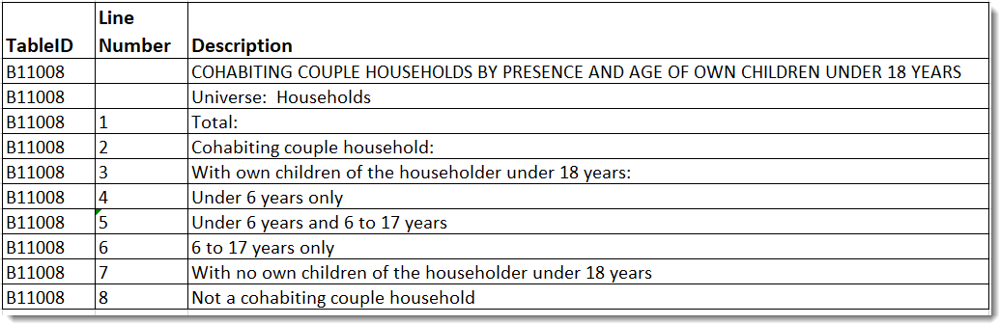 TableID Line Number Description
B11008 COHABITING COUPLE HOUSEHOLDS BY PRESENCE AND AGE OF OWN CHILDREN UNDER 18 YEARS
B11008 Universe: Households
B11008 1 Total:
B11008 2 Cohabiting couple household:
B11008 3 With own children of the householder under 18 years:
B11008 4 Under 6 years only
B11008 5 Under 6 years and 6 to 17 years
B11008 6 6 to 17 years only
B11008 7 With no own children of the householder under 18 years
B11008 8 Not a cohabiting couple household